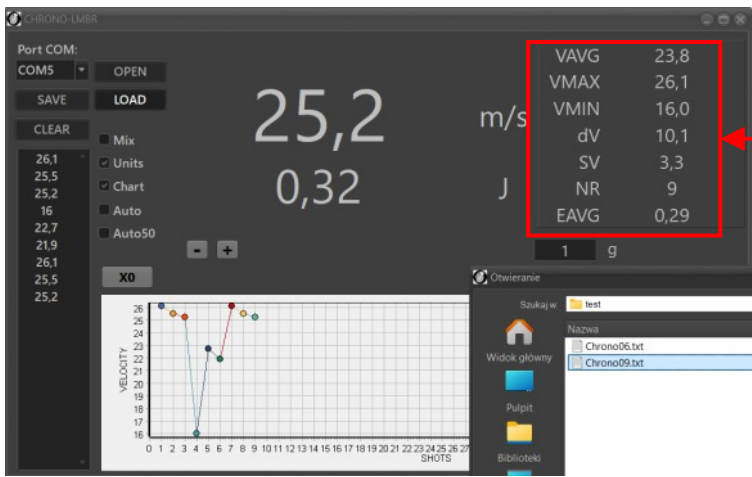 CHRONO-LMBR
Port COM:
COM5
OPEN
SAVE
LOAD
CLEAR
Mix
Units
Chart
Auto
Auto50
26,1
25,5
25,2
16
22,7
21,9
26,1
25,5
25,2
25,2 m/s
0,32 J
- +
X0
VAVG 23,8
VMAX 26,1
VMIN 16,0
dV 10,1
SV 3,3
NR 9
EAVG 0,29
1 g
VELOCITY
26
25
24
23
22
21
20
19
18
17
16
0 1 2 3 4 5 6 7 8 9 10 11 12 13 14 15 16 17 18 19 20 21 22 23 24 25 26 27
SHOTS
Otwieranie
Szukaj w: test
Nazwa
Chrono06.txt
Chrono09.txt
Widok główny
Pulpit
Biblioteki